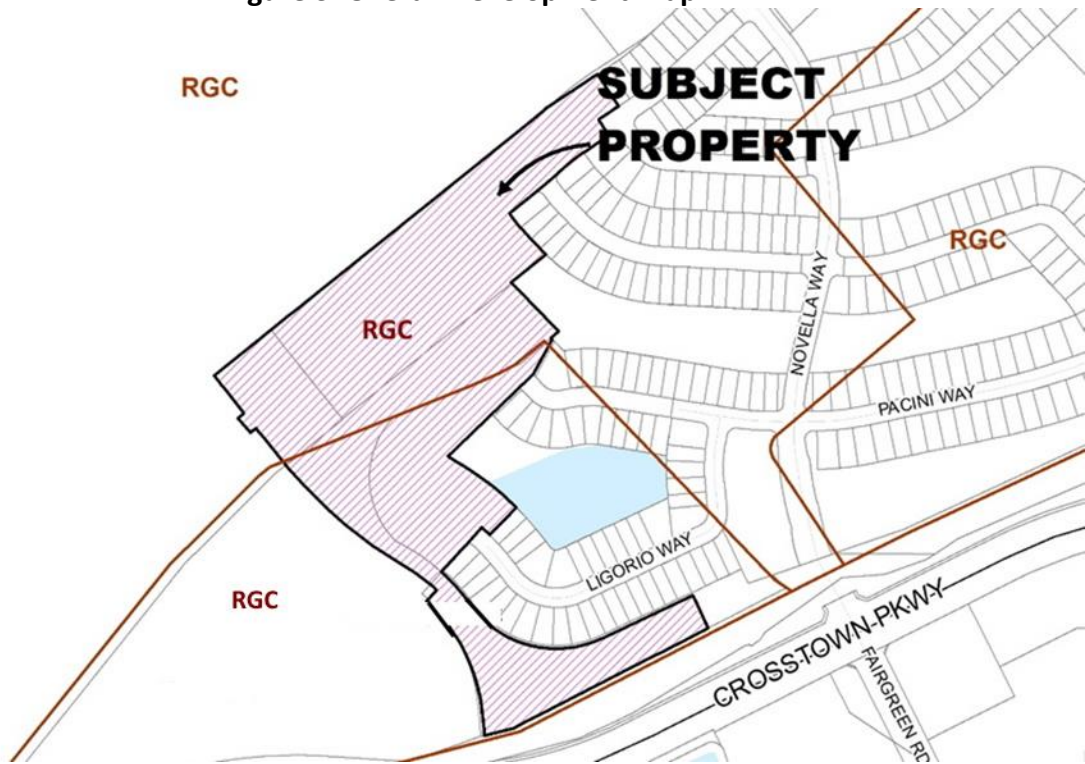 RGC
SUBJECT
PROPERTY
RGC
NOVELLA WAY
RGC
PACINI WAY
LIGORIO WAY
RGC
CROSSTOWN PKWY
FAIRGREEN RD